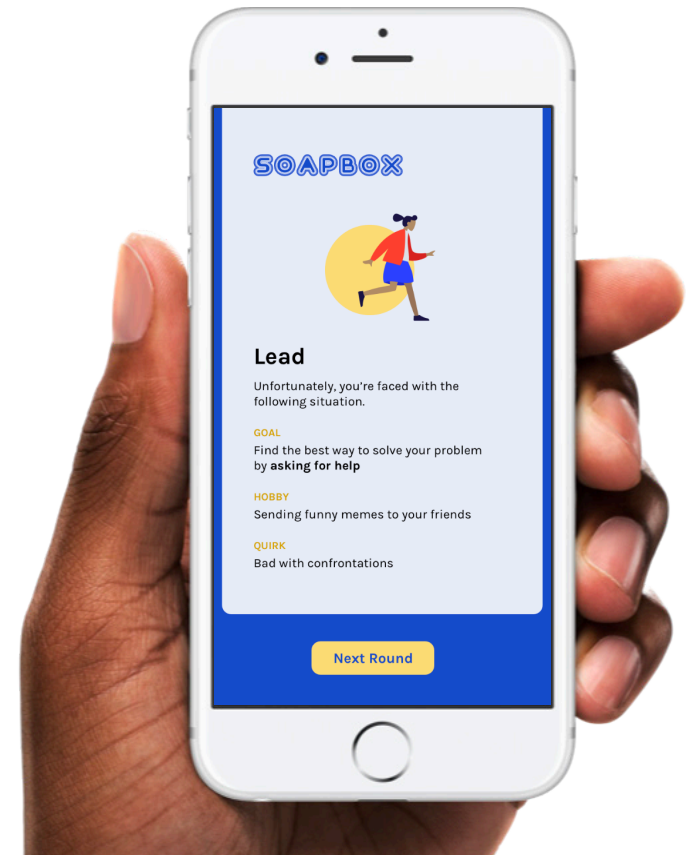 SOAPBOX
Lead
Unfortunately, you're faced with the
following situation.
GOAL
Find the best way to solve your problem
by asking for help
HOBBY
Sending funny memes to your friends
QUIRK
Bad with confrontations
Next Round